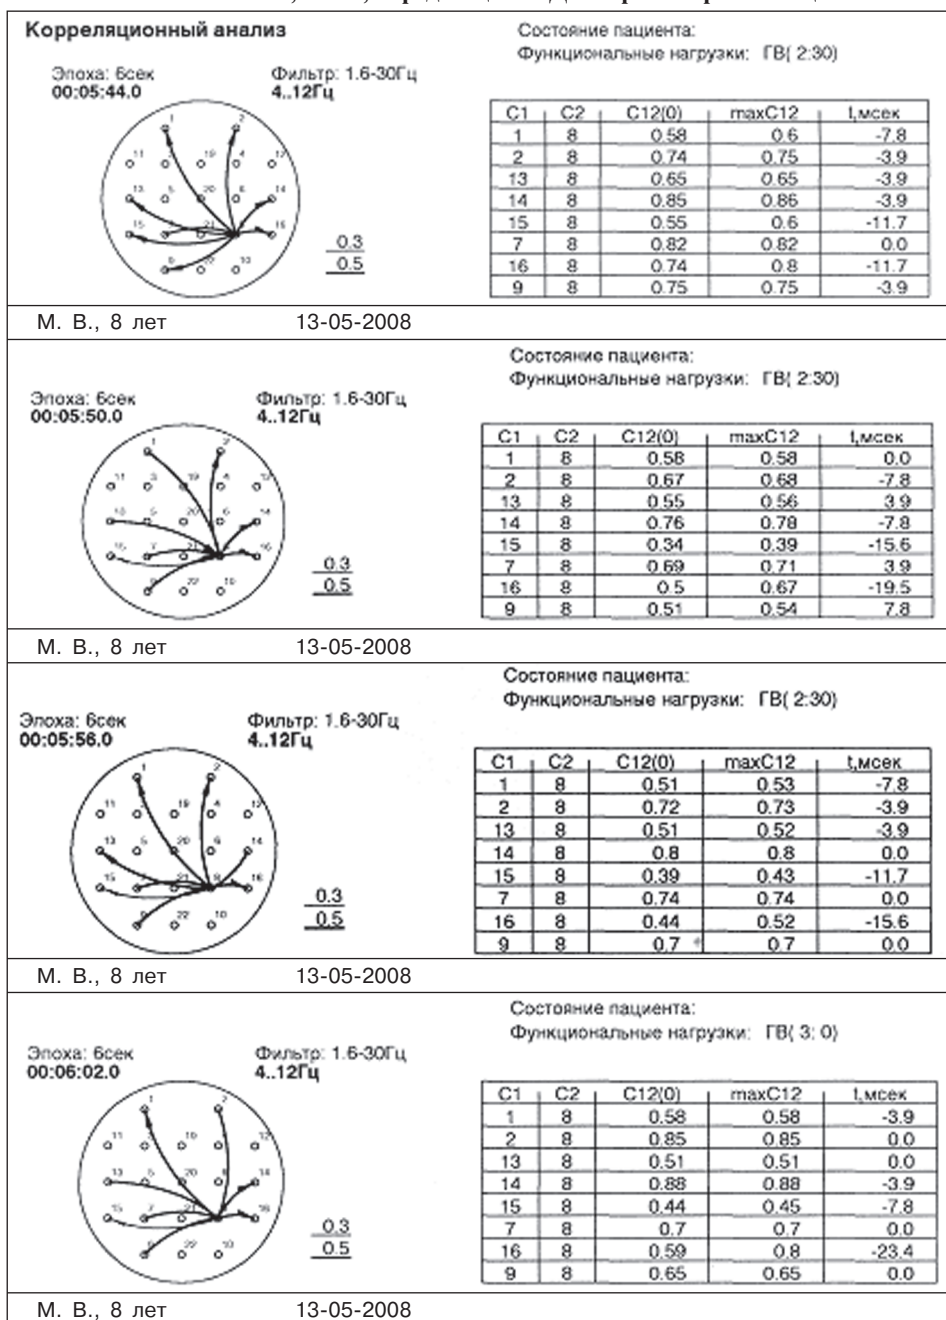 Корреляционный анализ
Состояние пациента:
Функциональные нагрузки: ГВ( 2:30)
Эпоха: 6сек Фильтр: 1.6-30Гц
00:05:44.0 4..12Гц
C1 C2 C12(0) maxC12 t,мсек
1 8 0.58 0.6 -7.8
2 8 0.74 0.75 -3.9
13 8 0.65 0.65 -3.9
14 8 0.85 0.86 -3.9
15 8 0.55 0.6 -11.7
7 8 0.82 0.82 0.0
16 8 0.74 0.8 -11.7
9 8 0.75 0.75 -3.9
0.3
0.5
М. В., 8 лет 13-05-2008
Состояние пациента:
Функциональные нагрузки: ГВ( 2:30)
Эпоха: 6сек Фильтр: 1.6-30Гц
00:05:50.0 4..12Гц
C1 C2 C12(0) maxC12 t,мсек
1 8 0.58 0.58 0.0
2 8 0.67 0.68 -7.8
13 8 0.55 0.56 3.9
14 8 0.76 0.78 -7.8
15 8 0.34 0.39 -15.6
7 8 0.69 0.71 3.9
16 8 0.5 0.67 -19.5
9 8 0.51 0.54 7.8
0.3
0.5
М. В., 8 лет 13-05-2008
Состояние пациента:
Функциональные нагрузки: ГВ( 2:30)
Эпоха: 6сек Фильтр: 1.6-30Гц
00:05:56.0 4..12Гц
C1 C2 C12(0) maxC12 t,мсек
1 8 0.51 0.53 -7.8
2 8 0.72 0.73 -3.9
13 8 0.51 0.52 -3.9
14 8 0.8 0.8 0.0
15 8 0.39 0.43 -11.7
7 8 0.74 0.74 0.0
16 8 0.44 0.52 -15.6
9 8 0.7 0.7 0.0
0.3
0.5
М. В., 8 лет 13-05-2008
Состояние пациента:
Функциональные нагрузки: ГВ( 3: 0)
Эпоха: 6сек Фильтр: 1.6-30Гц
00:06:02.0 4..12Гц
C1 C2 C12(0) maxC12 t,мсек
1 8 0.58 0.58 -3.9
2 8 0.85 0.85 0.0
13 8 0.51 0.51 0.0
14 8 0.88 0.88 -3.9
15 8 0.44 0.45 -7.8
7 8 0.7 0.7 0.0
16 8 0.59 0.8 -23.4
9 8 0.65 0.65 0.0
0.3
0.5
М. В., 8 лет 13-05-2008